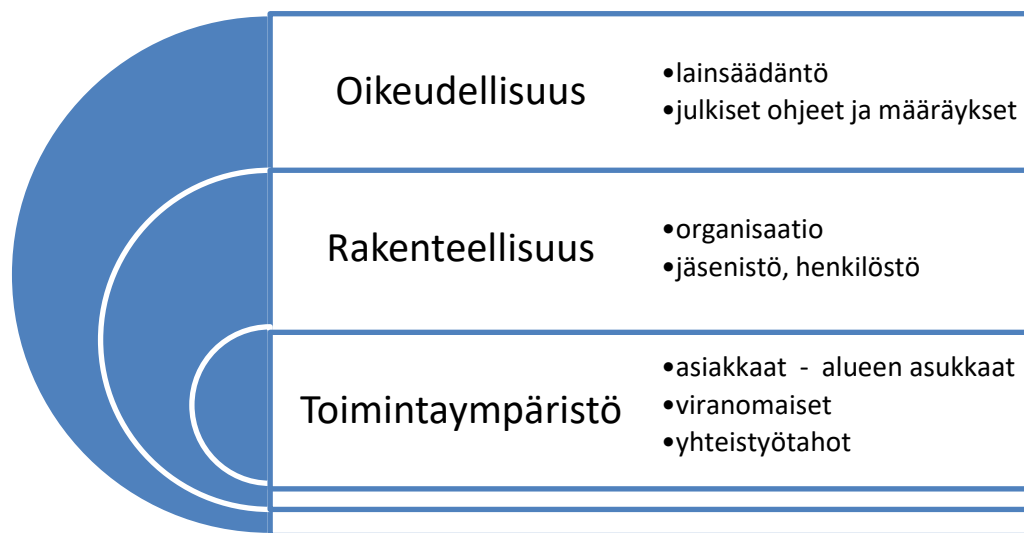 Oikeudellisuus
•lainsäädäntö
•julkiset ohjeet ja määräykset
Rakenteellisuus
•organisaatio
•jäsenistö, henkilöstö
Toimintaympäristö
•asiakkaat - alueen asukkaat
•viranomaiset
•yhteistyötahot